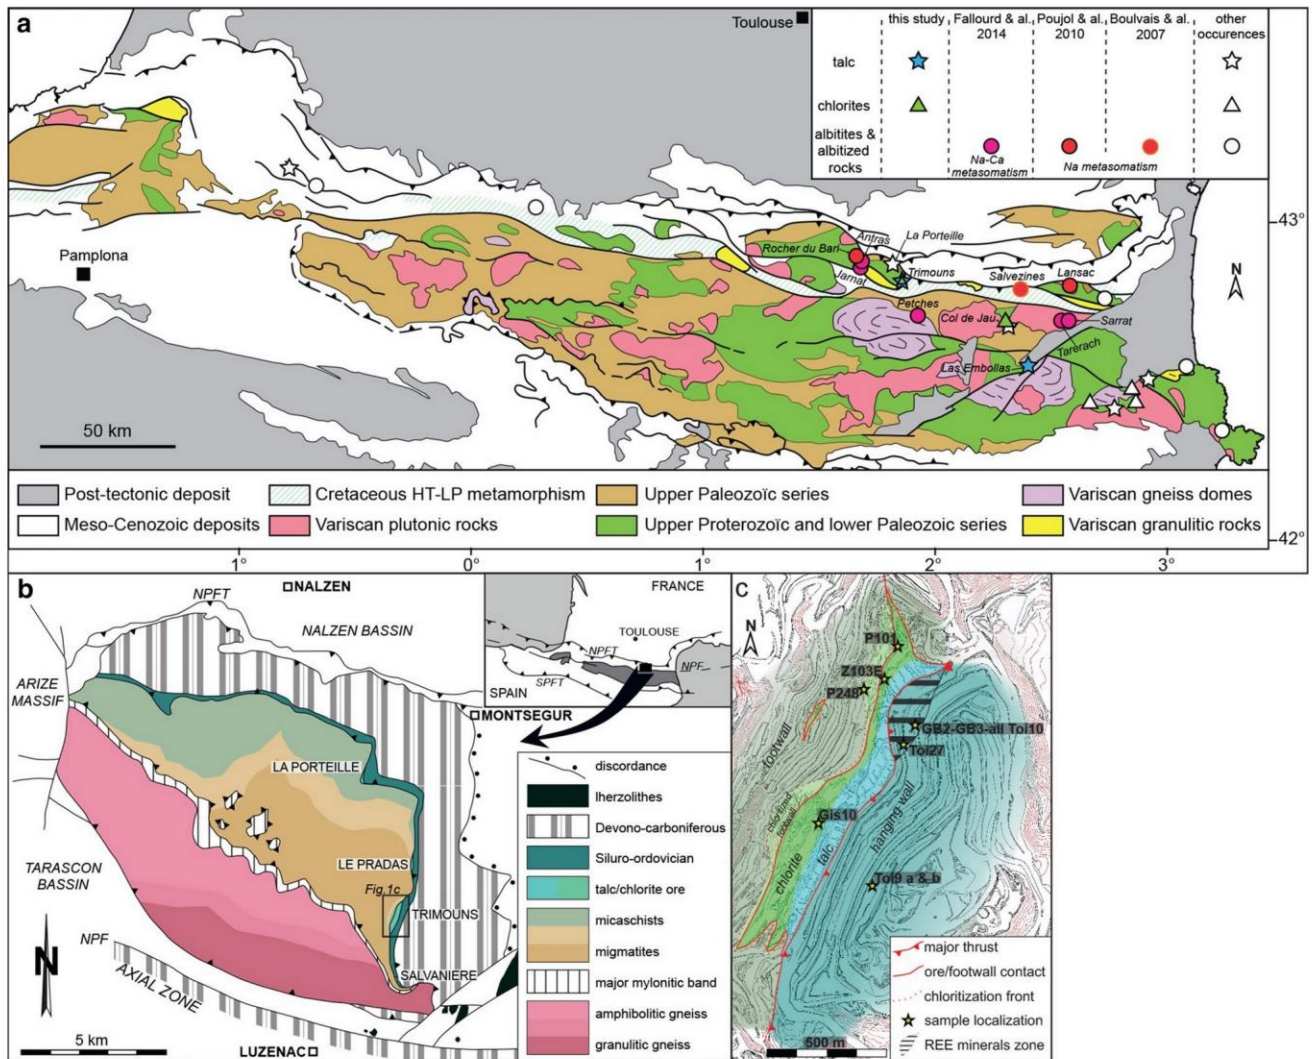 a
Toulouse
this study
Fallourd & al. 2014
Poujol & al. 2010
Boulvais & al. 2007
other occurences
talc
chlorites
albitites & albitized rocks
Na-Ca metasomatism
Na metasomatism
43°
Pamplona
Rocher du Bari
Antras
La Porteille
Jarnat
Trimouns
Salvezines
Lansac
N
Petches
Col de Jau
Sarrat
Tarerach
Las Embollas
50 km
Post-tectonic deposit
Cretaceous HT-LP metamorphism
Upper Paleozoïc series
Variscan gneiss domes
Meso-Cenozoic deposits
Variscan plutonic rocks
Upper Proterozoïc and lower Paleozoic series
Variscan granulitic rocks
42°
1°
0°
1°
2°
3°
b
NALZEN
NPFT
NALZEN BASSIN
ARIZE MASSIF
MONTSEGUR
LA PORTEILLE
LE PRADAS
Fig.1c
TARASCON BASSIN
TRIMOUNS
NPF
SALVANIERE
AXIAL ZONE
N
5 km
LUZENAC
FRANCE
TOULOUSE
NPFT
NPF
SPAIN
SPFT
discordance
lherzolithes
Devono-carboniferous
Siluro-ordovician
talc/chlorite ore
micaschists
migmatites
major mylonitic band
amphibolitic gneiss
granulitic gneiss
c
N
P101
Z103E
P248
GB2-GB3-all Tol10
Tol27
footwall
hanging wall
chloritized footwall
Gis10
talc
chlorite
Tol9 a & b
major thrust
ore/footwall contact
chloritization front
sample localization
REE minerals zone
500 m